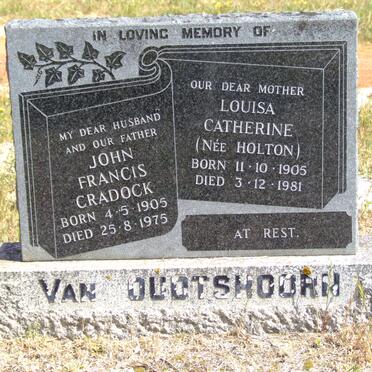 IN LOVING MEMORY OF
MY DEAR HUSBAND
AND OUR FATHER
JOHN
FRANCIS
CRADOCK
BORN 4·5·1905
DIED 25·8·1975
OUR DEAR MOTHER
LOUISA
CATHERINE
(NÉE HOLTON)
BORN 11·10·1905
DIED 3·12·1981
AT REST.
VAN OUDTSHOORN